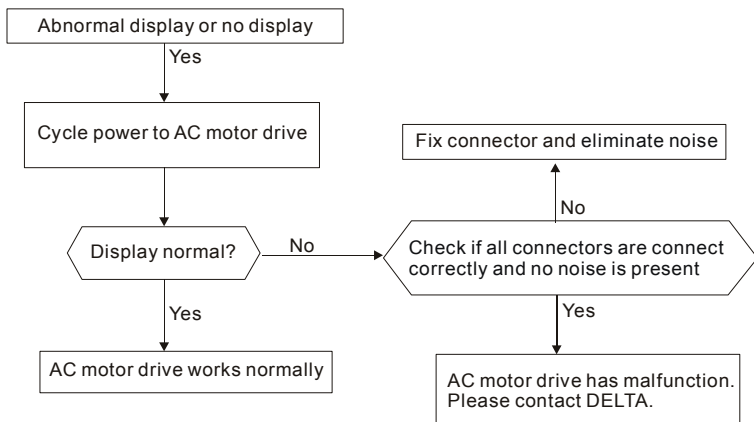 Abnormal display or no display
Yes
Cycle power to AC motor drive
Fix connector and eliminate noise
No
Display normal?
No
Check if all connectors are connect
correctly and no noise is present
Yes
Yes
AC motor drive works normally
AC motor drive has malfunction.
Please contact DELTA.